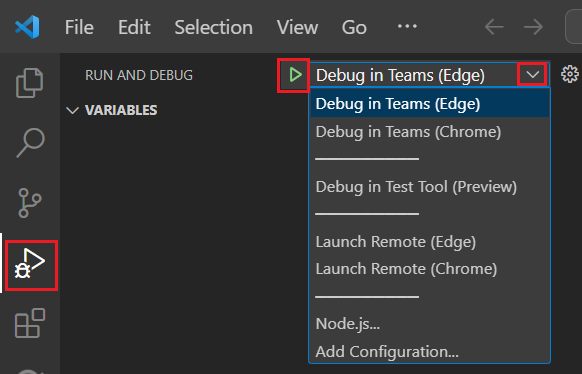 File Edit Selection View Go ···
RUN AND DEBUG Debug in Teams (Edge)
VARIABLES
Debug in Teams (Edge)
Debug in Teams (Chrome)
Debug in Test Tool (Preview)
Launch Remote (Edge)
Launch Remote (Chrome)
Node.js...
Add Configuration...